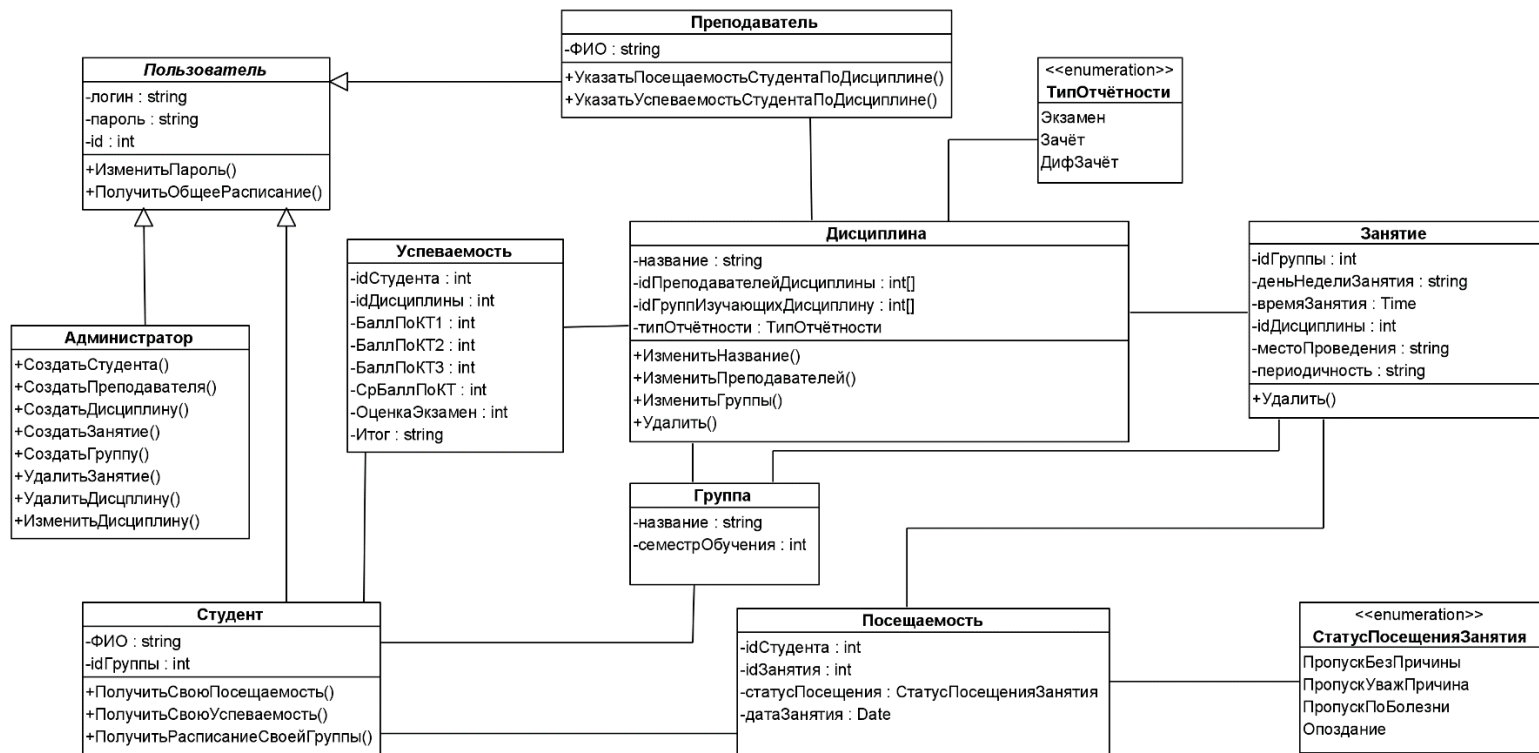 Преподаватель
-ФИО : string
+УказатьПосещаемостьСтудентаПоДисциплине()
+УказатьУспеваемостьСтудентаПоДисциплине()
Пользователь
-логин : string
-пароль : string
-id : int
+ИзменитьПароль()
+ПолучитьОбщееРасписание()
<<enumeration>>
ТипОтчётности
Экзамен
Зачёт
ДифЗачёт
Администратор
+СоздатьСтудента()
+СоздатьПреподавателя()
+СоздатьДисциплину()
+СоздатьЗанятие()
+СоздатьГруппу()
+УдалитьЗанятие()
+УдалитьДисцплину()
+ИзменитьДисциплину()
Успеваемость
-idСтудента : int
-idДисциплины : int
-БаллПоКТ1 : int
-БаллПоКТ2 : int
-БаллПоКТ3 : int
-СрБаллПоКТ : int
-ОценкаЭкзамен : int
-Итог : string
Дисциплина
-название : string
-idПреподавателейДисциплины : int[]
-idГруппИзучающихДисциплину : int[]
-типОтчётности : ТипОтчётности
+ИзменитьНазвание()
+ИзменитьПреподавателей()
+ИзменитьГруппы()
+Удалить()
Занятие
-idГруппы : int
-деньНеделиЗанятия : string
-времяЗанятия : Time
-idДисциплины : int
-местоПроведения : string
-периодичность : string
+Удалить()
Группа
-название : string
-семестрОбучения : int
Студент
-ФИО : string
-idГруппы : int
+ПолучитьСвоюПосещаемость()
+ПолучитьСвоюУспеваемость()
+ПолучитьРасписаниеСвоейГруппы()
Посещаемость
-idСтудента : int
-idЗанятия : int
-статусПосещения : СтатусПосещенияЗанятия
-датаЗанятия : Date
<<enumeration>>
СтатусПосещенияЗанятия
ПропускБезПричины
ПропускУважПричина
ПропускПоБолезни
Опоздание